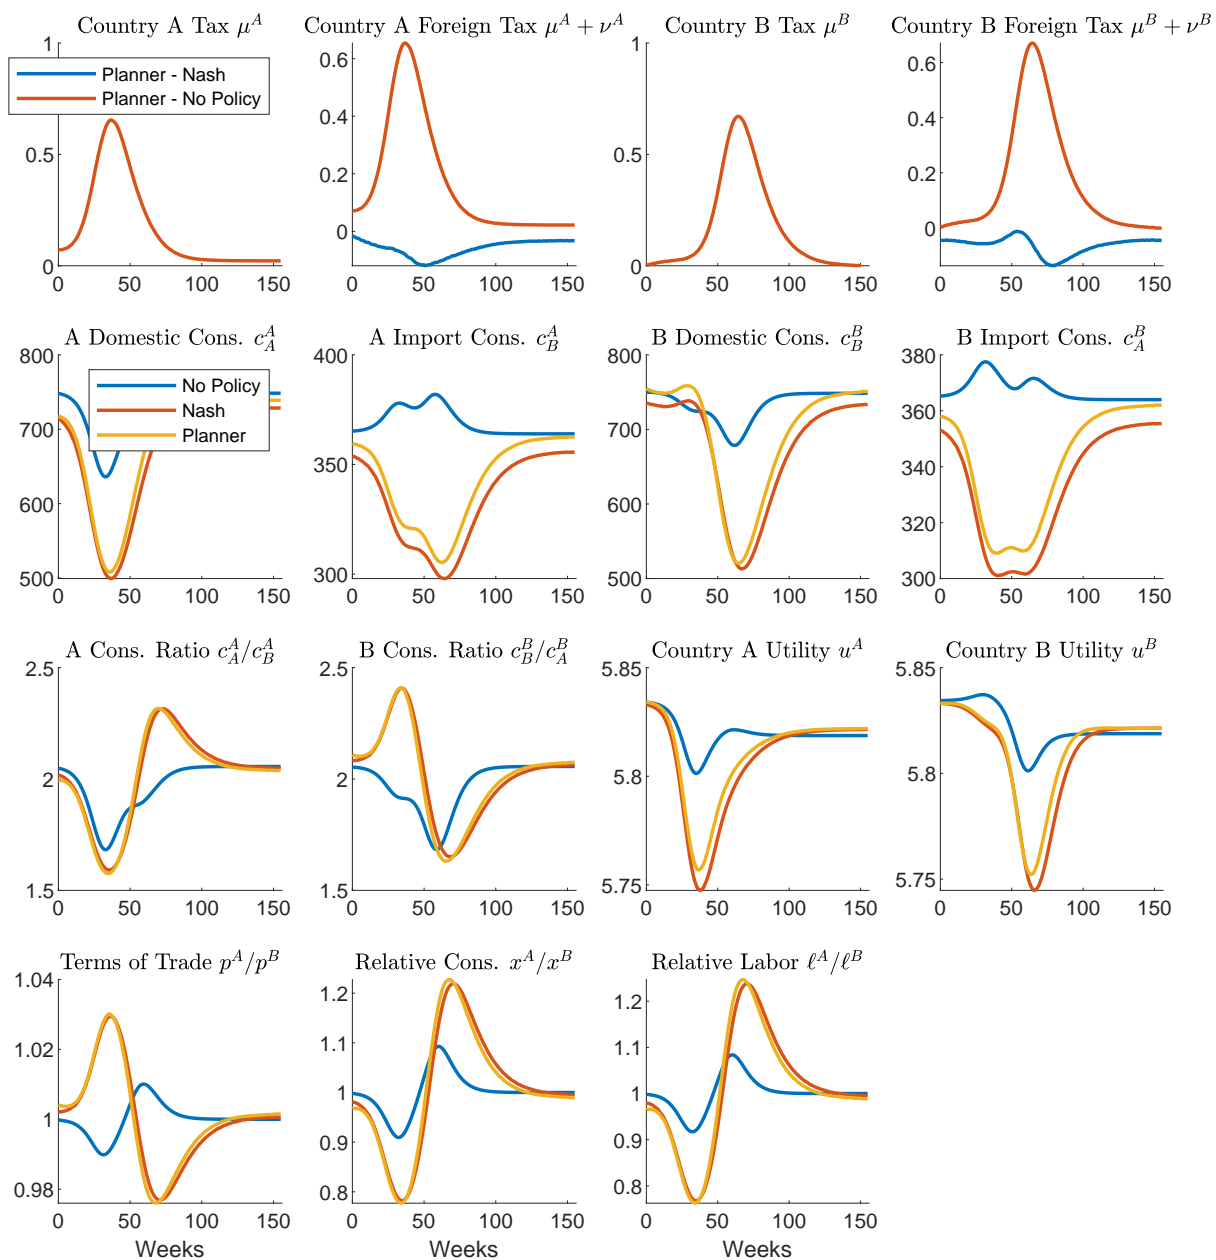 Country A Tax μ^A
Country A Foreign Tax μ^A + ν^A
Country B Tax μ^B
Country B Foreign Tax μ^B + ν^B
1
0.5
0
0 50 100 150
Planner - Nash
Planner - No Policy
0.6
0.4
0.2
0
0 50 100 150
1
0.5
0
0 50 100 150
0.6
0.4
0.2
0
0 50 100 150
A Domestic Cons. c_A^A
A Import Cons. c_B^A
B Domestic Cons. c_B^B
B Import Cons. c_A^B
800
700
600
500
0 50 100 150
No Policy
Nash
Planner
400
350
300
0 50 100 150
800
700
600
500
0 50 100 150
380
360
340
320
300
0 50 100 150
A Cons. Ratio c_A^A/c_B^A
B Cons. Ratio c_B^B/c_A^B
Country A Utility u^A
Country B Utility u^B
2.5
2
1.5
0 50 100 150
2.5
2
1.5
0 50 100 150
5.85
5.8
5.75
0 50 100 150
5.85
5.8
5.75
0 50 100 150
Terms of Trade p^A/p^B
Relative Cons. x^A/x^B
Relative Labor ℓ^A/ℓ^B
1.04
1.02
1
0.98
0 50 100 150
Weeks
1.2
1.1
1
0.9
0.8
0 50 100 150
Weeks
1.2
1.1
1
0.9
0.8
0 50 100 150
Weeks